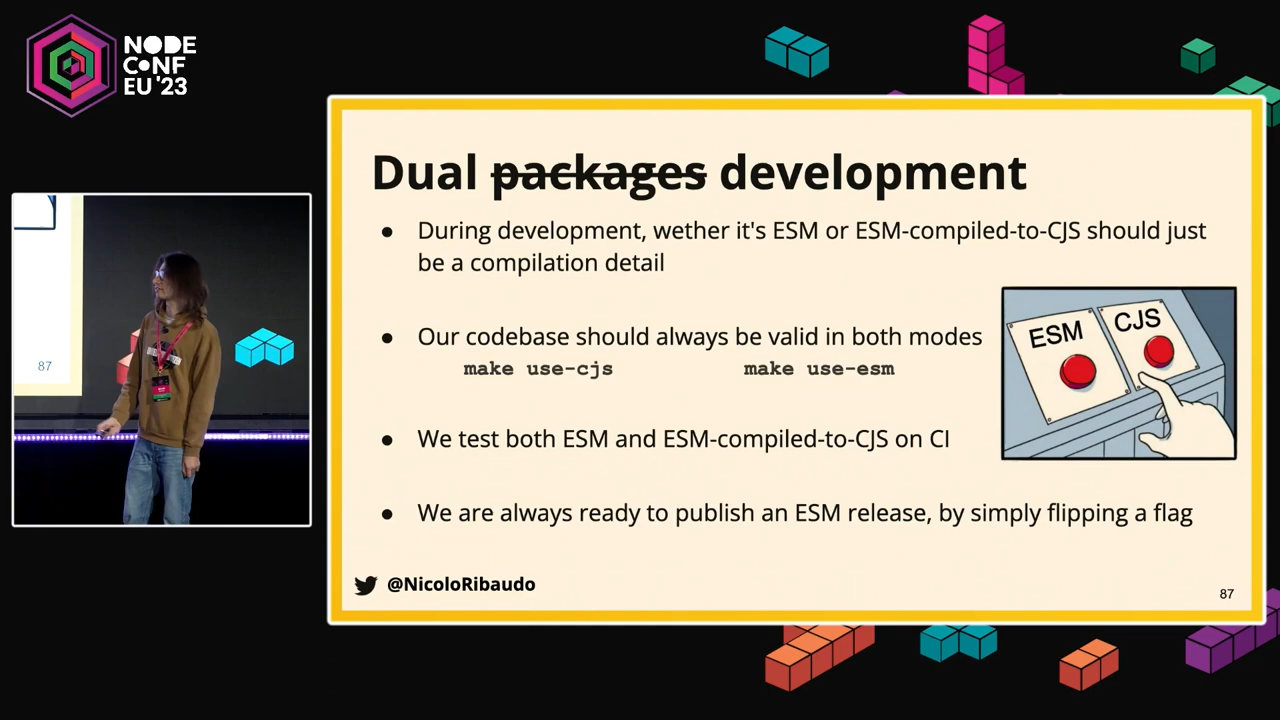 NODE
CONF
EU '23
Dual packages development
● During development, wether it's ESM or ESM-compiled-to-CJS should just
be a compilation detail
● Our codebase should always be valid in both modes
make use-cjs make use-esm
ESM CJS
● We test both ESM and ESM-compiled-to-CJS on CI
● We are always ready to publish an ESM release, by simply flipping a flag
@NicoloRibaudo
87
87